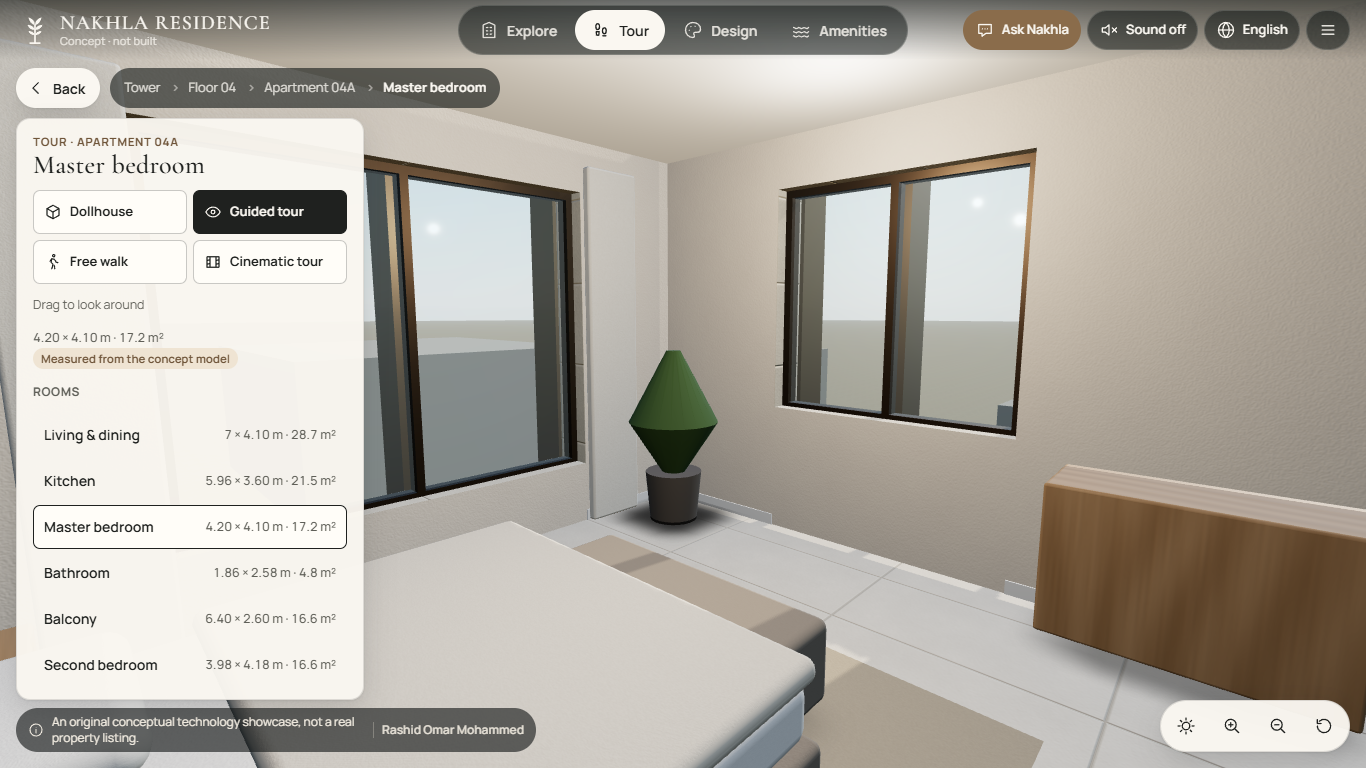 NAKHLA RESIDENCE
Concept · not built
Explore
Tour
Design
Amenities
Ask Nakhla
Sound off
English
Back
Tower › Floor 04 › Apartment 04A › Master bedroom
TOUR · APARTMENT 04A
Master bedroom
Dollhouse
Guided tour
Free walk
Cinematic tour
Drag to look around
4.20 × 4.10 m · 17.2 m²
Measured from the concept model
ROOMS
Living & dining 7 × 4.10 m · 28.7 m²
Kitchen 5.96 × 3.60 m · 21.5 m²
Master bedroom 4.20 × 4.10 m · 17.2 m²
Bathroom 1.86 × 2.58 m · 4.8 m²
Balcony 6.40 × 2.60 m · 16.6 m²
Second bedroom 3.98 × 4.18 m · 16.6 m²
An original conceptual technology showcase, not a real
property listing.
Rashid Omar Mohammed